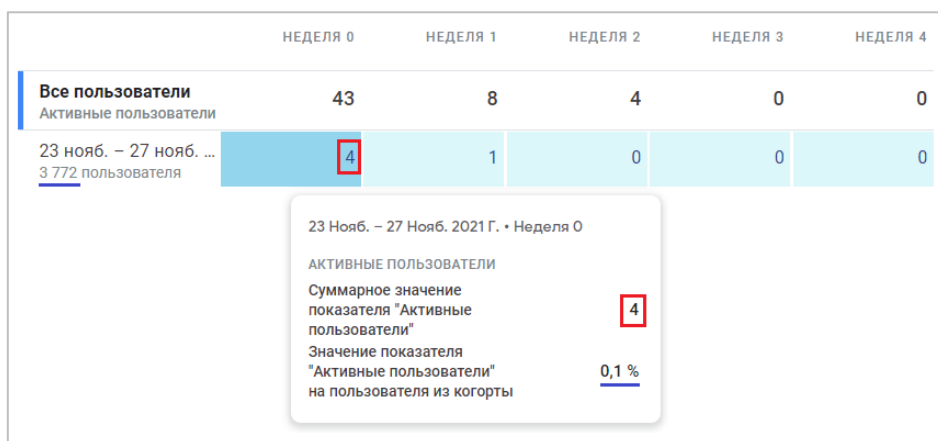 НЕДЕЛЯ 0 НЕДЕЛЯ 1 НЕДЕЛЯ 2 НЕДЕЛЯ 3 НЕДЕЛЯ 4
Все пользователи 43 8 4 0 0
Активные пользователи
23 нояб. – 27 нояб. ... 4 1 0 0 0
3 772 пользователя
23 Нояб. – 27 Нояб. 2021 Г. • Неделя 0
АКТИВНЫЕ ПОЛЬЗОВАТЕЛИ
Суммарное значение
показателя "Активные 4
пользователи"
Значение показателя
"Активные пользователи" 0,1 %
на пользователя из когорты